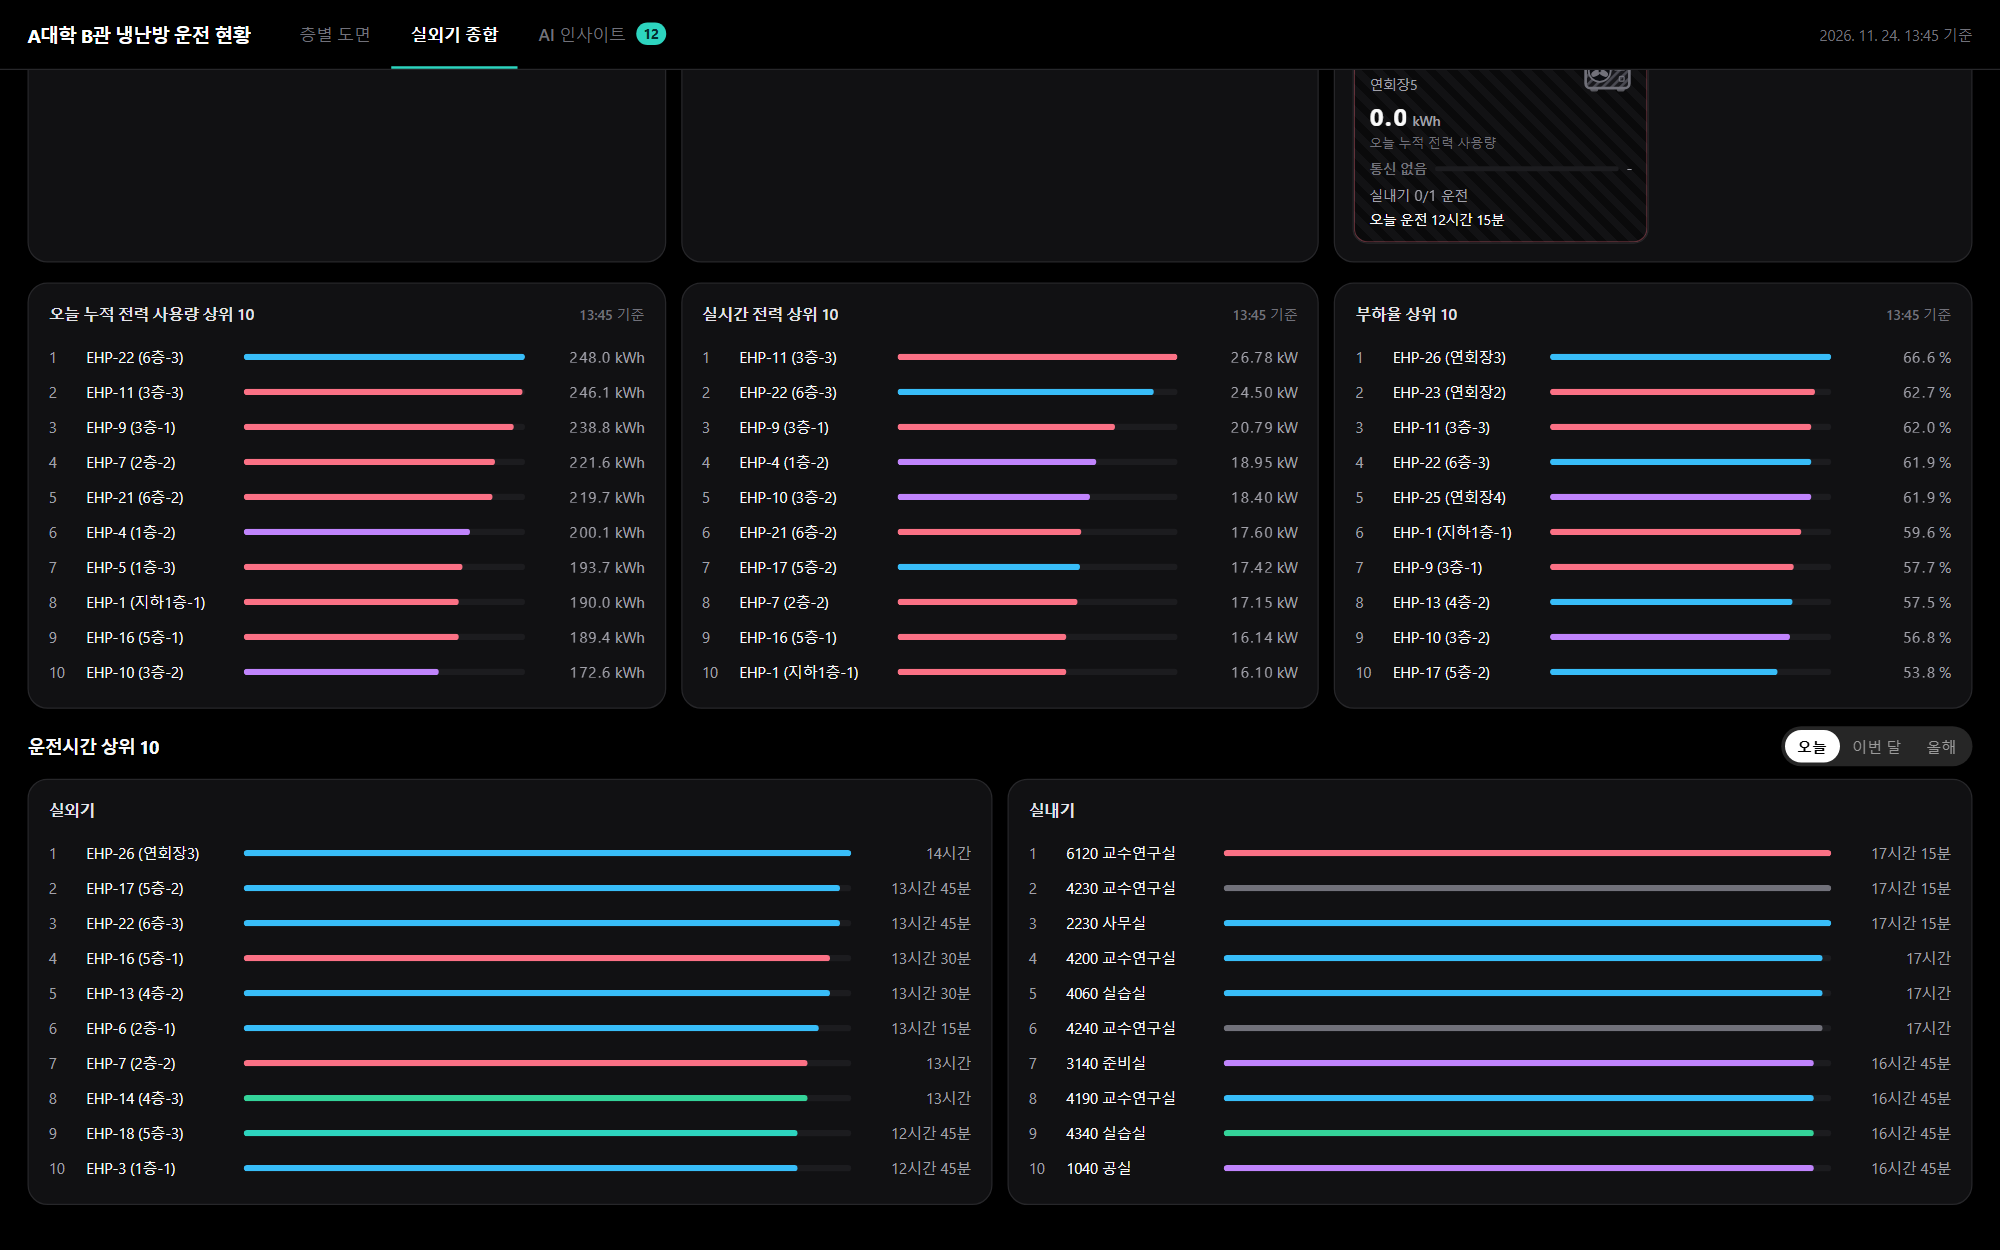 A대학 B관 냉난방 운전 현황
층별 도면
실외기 종합
AI 인사이트 12
2026. 11. 24. 13:45 기준
연회장5
0.0 kWh
오늘 누적 전력 사용량
통신 없음 -
실내기 0/1 운전
오늘 운전 12시간 15분
오늘 누적 전력 사용량 상위 10
13:45 기준
1 EHP-22 (6층-3) 248.0 kWh
2 EHP-11 (3층-3) 246.1 kWh
3 EHP-9 (3층-1) 238.8 kWh
4 EHP-7 (2층-2) 221.6 kWh
5 EHP-21 (6층-2) 219.7 kWh
6 EHP-4 (1층-2) 200.1 kWh
7 EHP-5 (1층-3) 193.7 kWh
8 EHP-1 (지하1층-1) 190.0 kWh
9 EHP-16 (5층-1) 189.4 kWh
10 EHP-10 (3층-2) 172.6 kWh
실시간 전력 상위 10
13:45 기준
1 EHP-11 (3층-3) 26.78 kW
2 EHP-22 (6층-3) 24.50 kW
3 EHP-9 (3층-1) 20.79 kW
4 EHP-4 (1층-2) 18.95 kW
5 EHP-10 (3층-2) 18.40 kW
6 EHP-21 (6층-2) 17.60 kW
7 EHP-17 (5층-2) 17.42 kW
8 EHP-7 (2층-2) 17.15 kW
9 EHP-16 (5층-1) 16.14 kW
10 EHP-1 (지하1층-1) 16.10 kW
부하율 상위 10
13:45 기준
1 EHP-26 (연회장3) 66.6 %
2 EHP-23 (연회장2) 62.7 %
3 EHP-11 (3층-3) 62.0 %
4 EHP-22 (6층-3) 61.9 %
5 EHP-25 (연회장4) 61.9 %
6 EHP-1 (지하1층-1) 59.6 %
7 EHP-9 (3층-1) 57.7 %
8 EHP-13 (4층-2) 57.5 %
9 EHP-10 (3층-2) 56.8 %
10 EHP-17 (5층-2) 53.8 %
운전시간 상위 10
오늘 이번 달 올해
실외기
1 EHP-26 (연회장3) 14시간
2 EHP-17 (5층-2) 13시간 45분
3 EHP-22 (6층-3) 13시간 45분
4 EHP-16 (5층-1) 13시간 30분
5 EHP-13 (4층-2) 13시간 30분
6 EHP-6 (2층-1) 13시간 15분
7 EHP-7 (2층-2) 13시간
8 EHP-14 (4층-3) 13시간
9 EHP-18 (5층-3) 12시간 45분
10 EHP-3 (1층-1) 12시간 45분
실내기
1 6120 교수연구실 17시간 15분
2 4230 교수연구실 17시간 15분
3 2230 사무실 17시간 15분
4 4200 교수연구실 17시간
5 4060 실습실 17시간
6 4240 교수연구실 17시간
7 3140 준비실 16시간 45분
8 4190 교수연구실 16시간 45분
9 4340 실습실 16시간 45분
10 1040 공실 16시간 45분